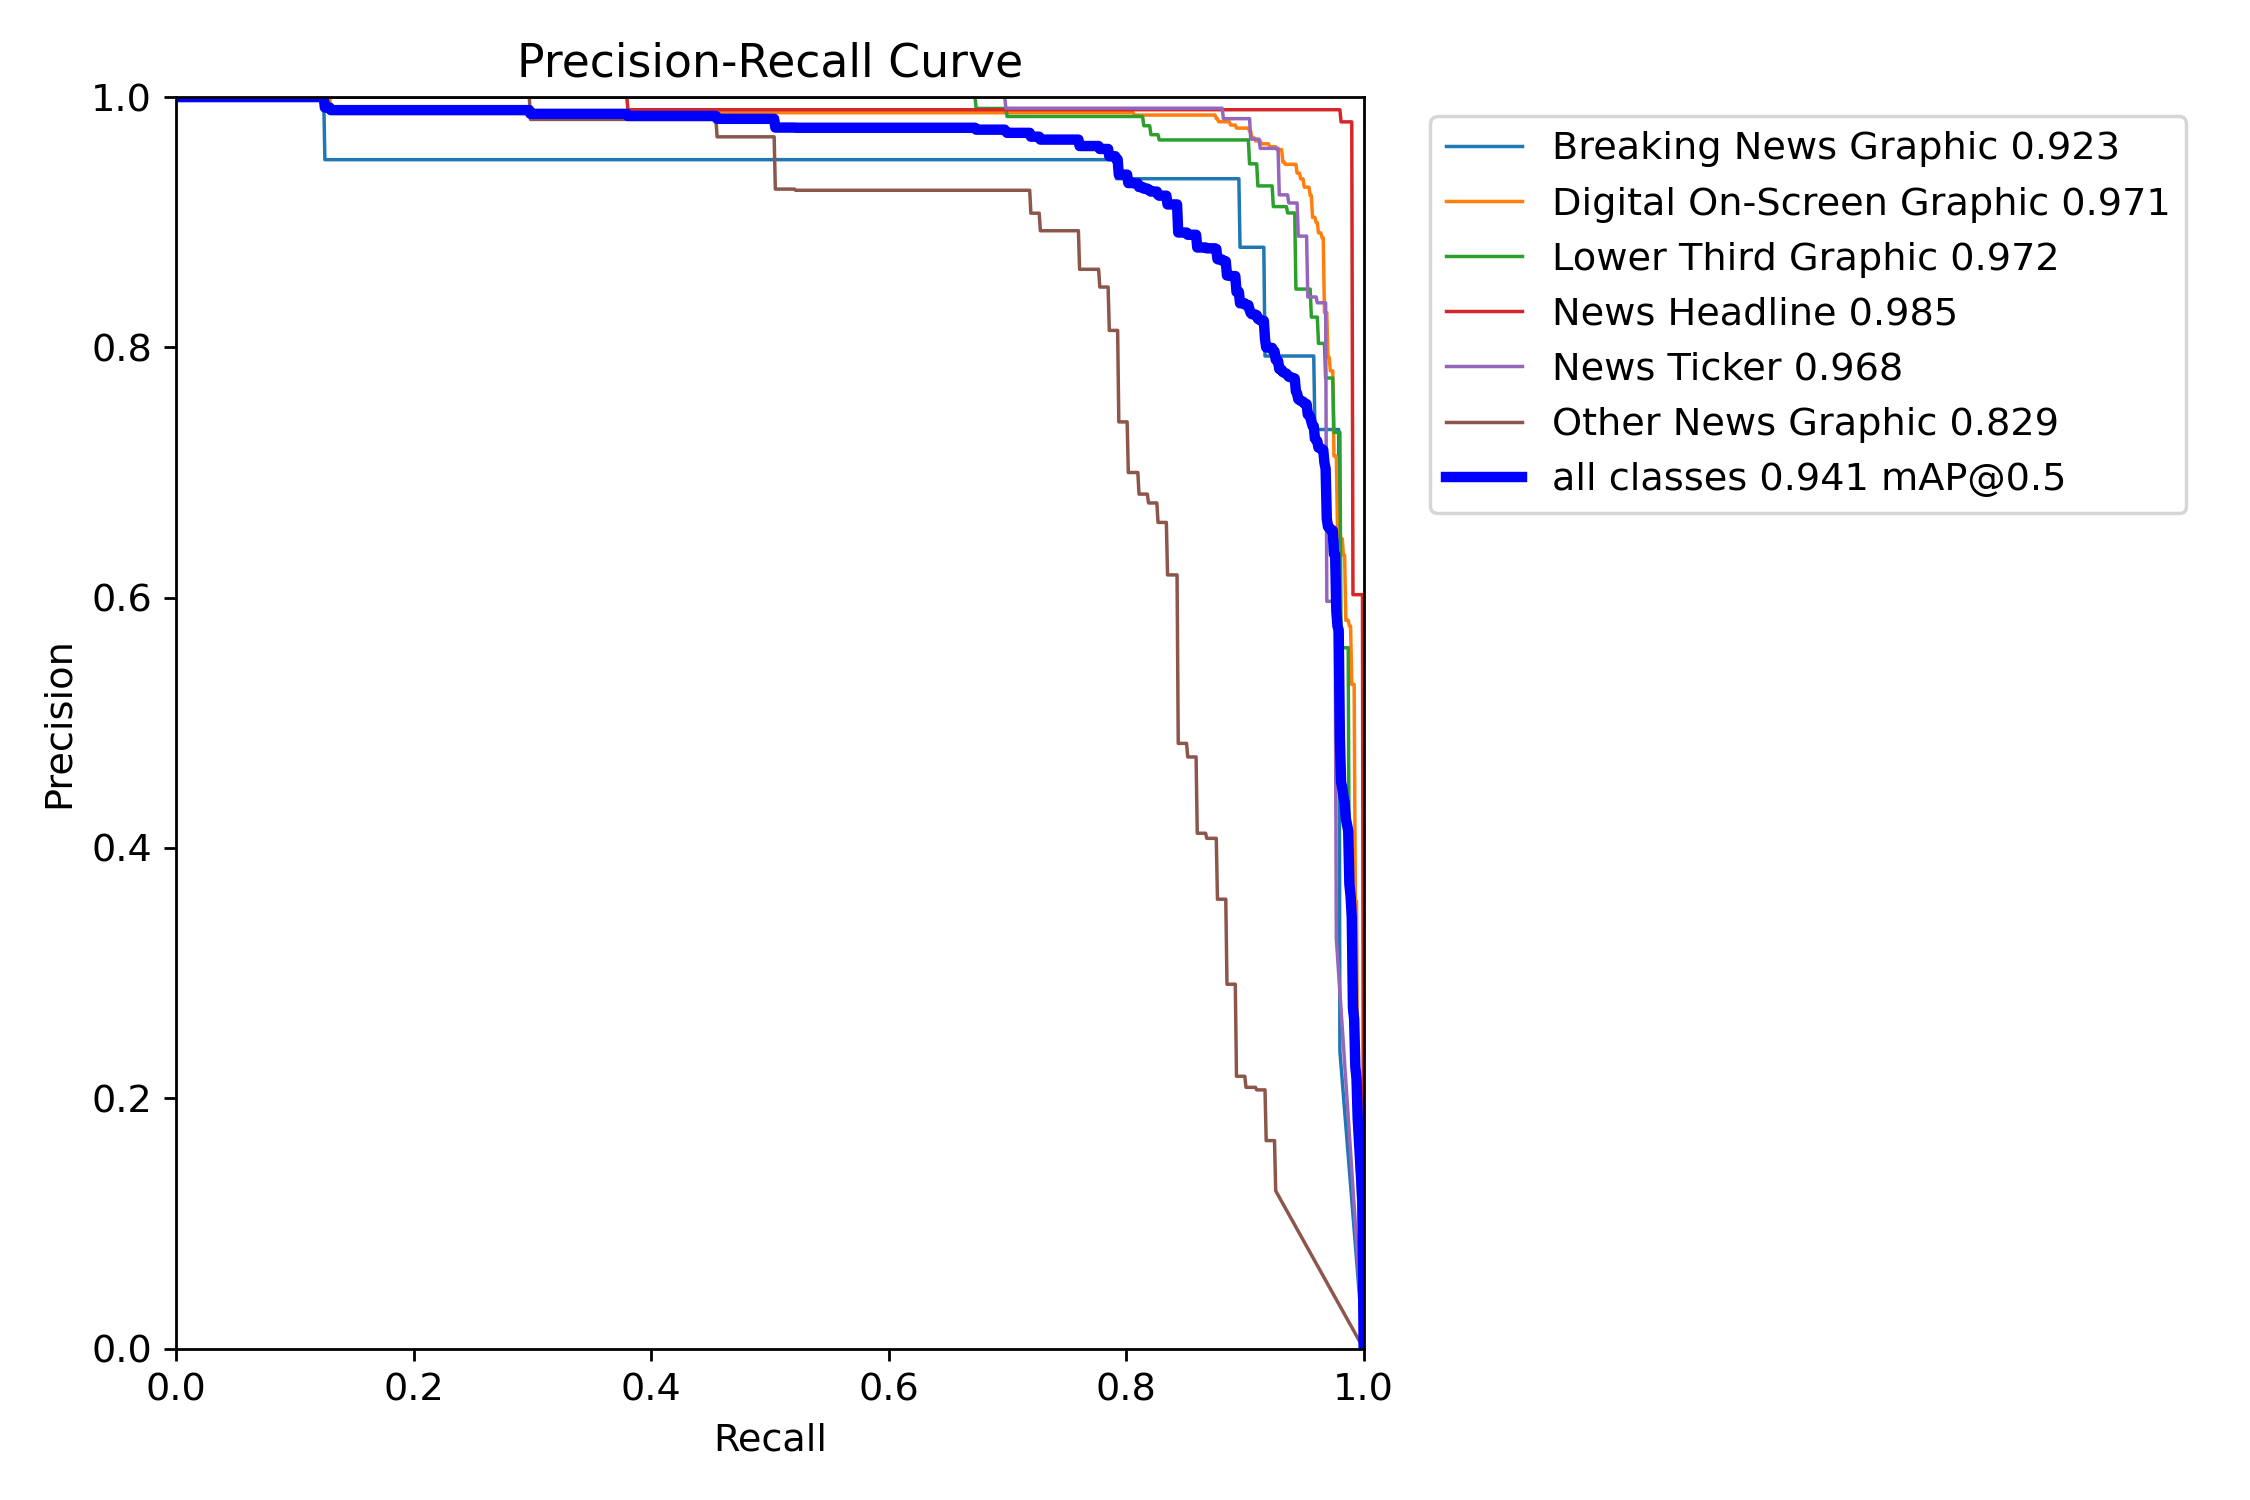 Precision-Recall Curve
1.0
0.8
0.6
0.4
0.2
0.0
Precision
0.0 0.2 0.4 0.6 0.8 1.0
Recall
Breaking News Graphic 0.923
Digital On-Screen Graphic 0.971
Lower Third Graphic 0.972
News Headline 0.985
News Ticker 0.968
Other News Graphic 0.829
all classes 0.941 mAP@0.5